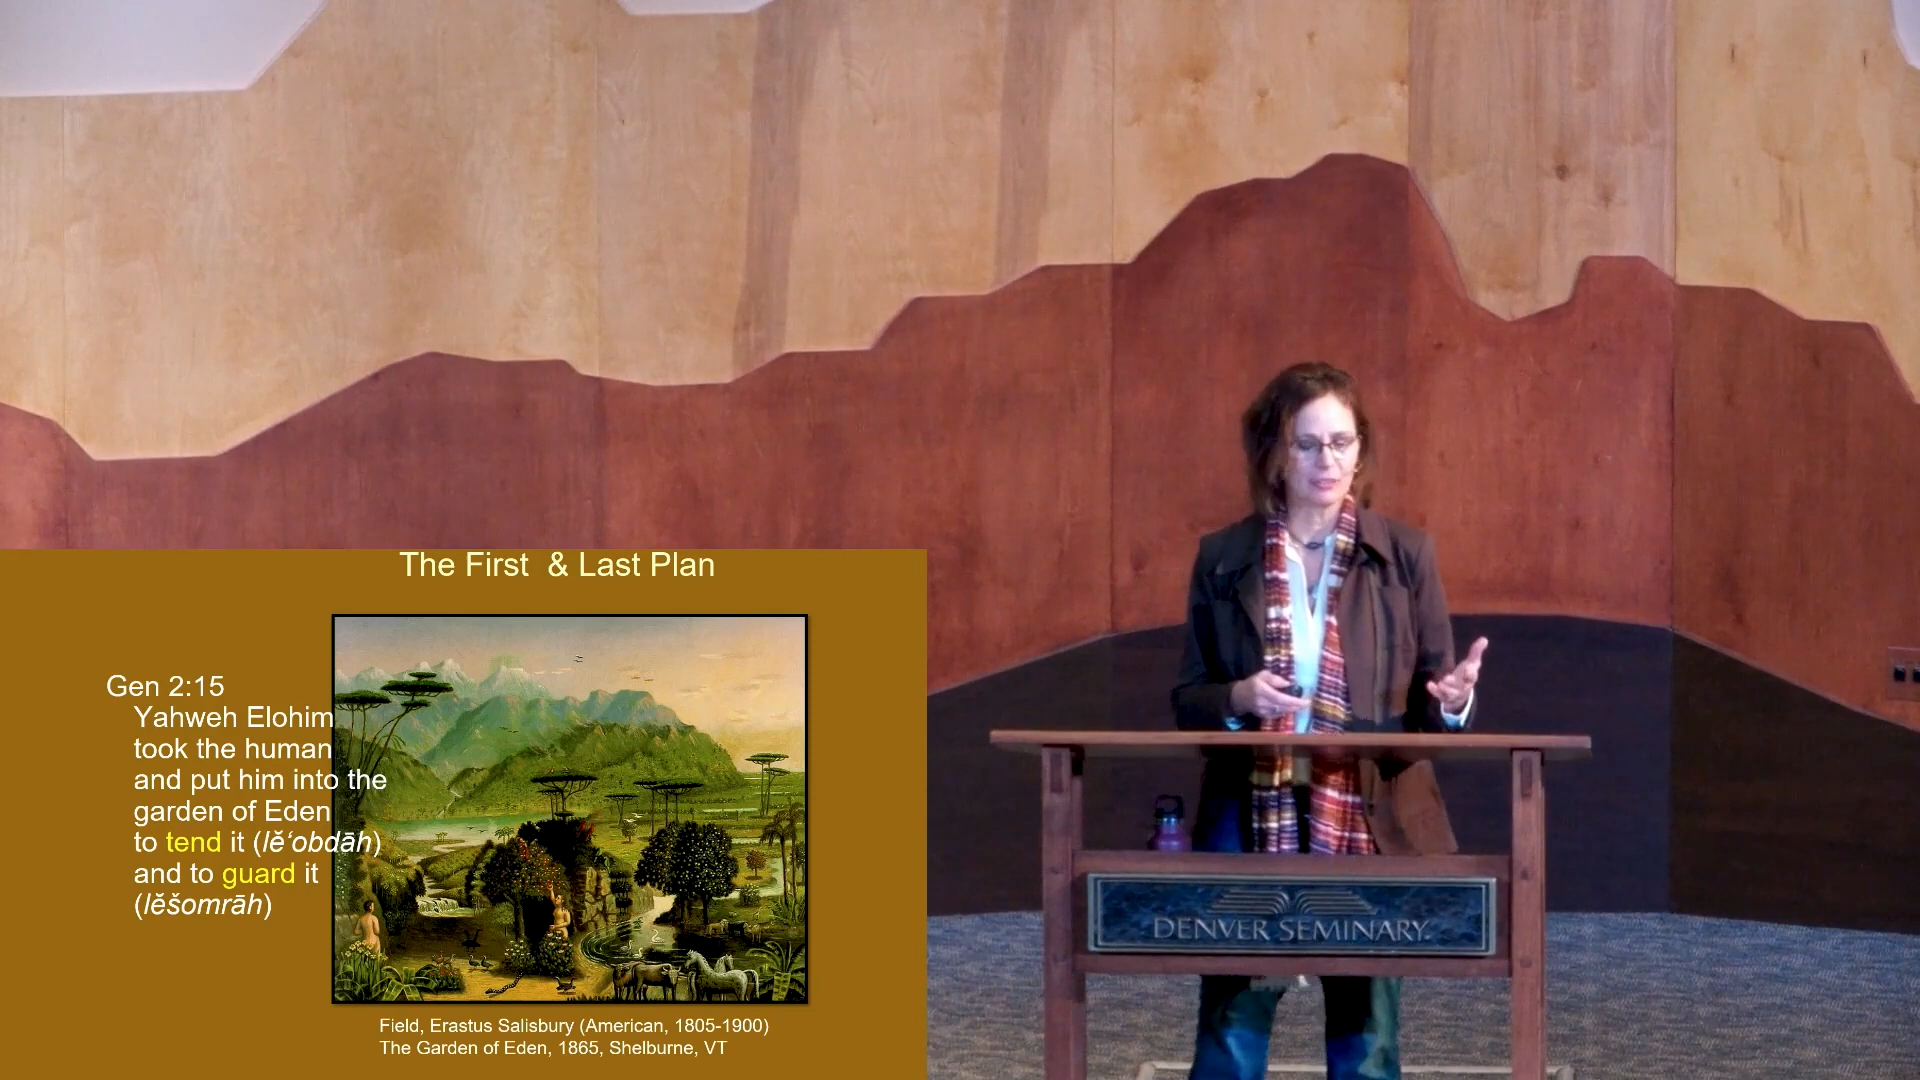 The First  & Last Plan
Gen 2:15
Yahweh Elohim
took the human
and put him into the
garden of Eden
to tend it (lĕʻobdāh)
and to guard it
(lĕšomrāh)
Field, Erastus Salisbury (American, 1805-1900)
The Garden of Eden, 1865, Shelburne, VT
DENVER SEMINARY